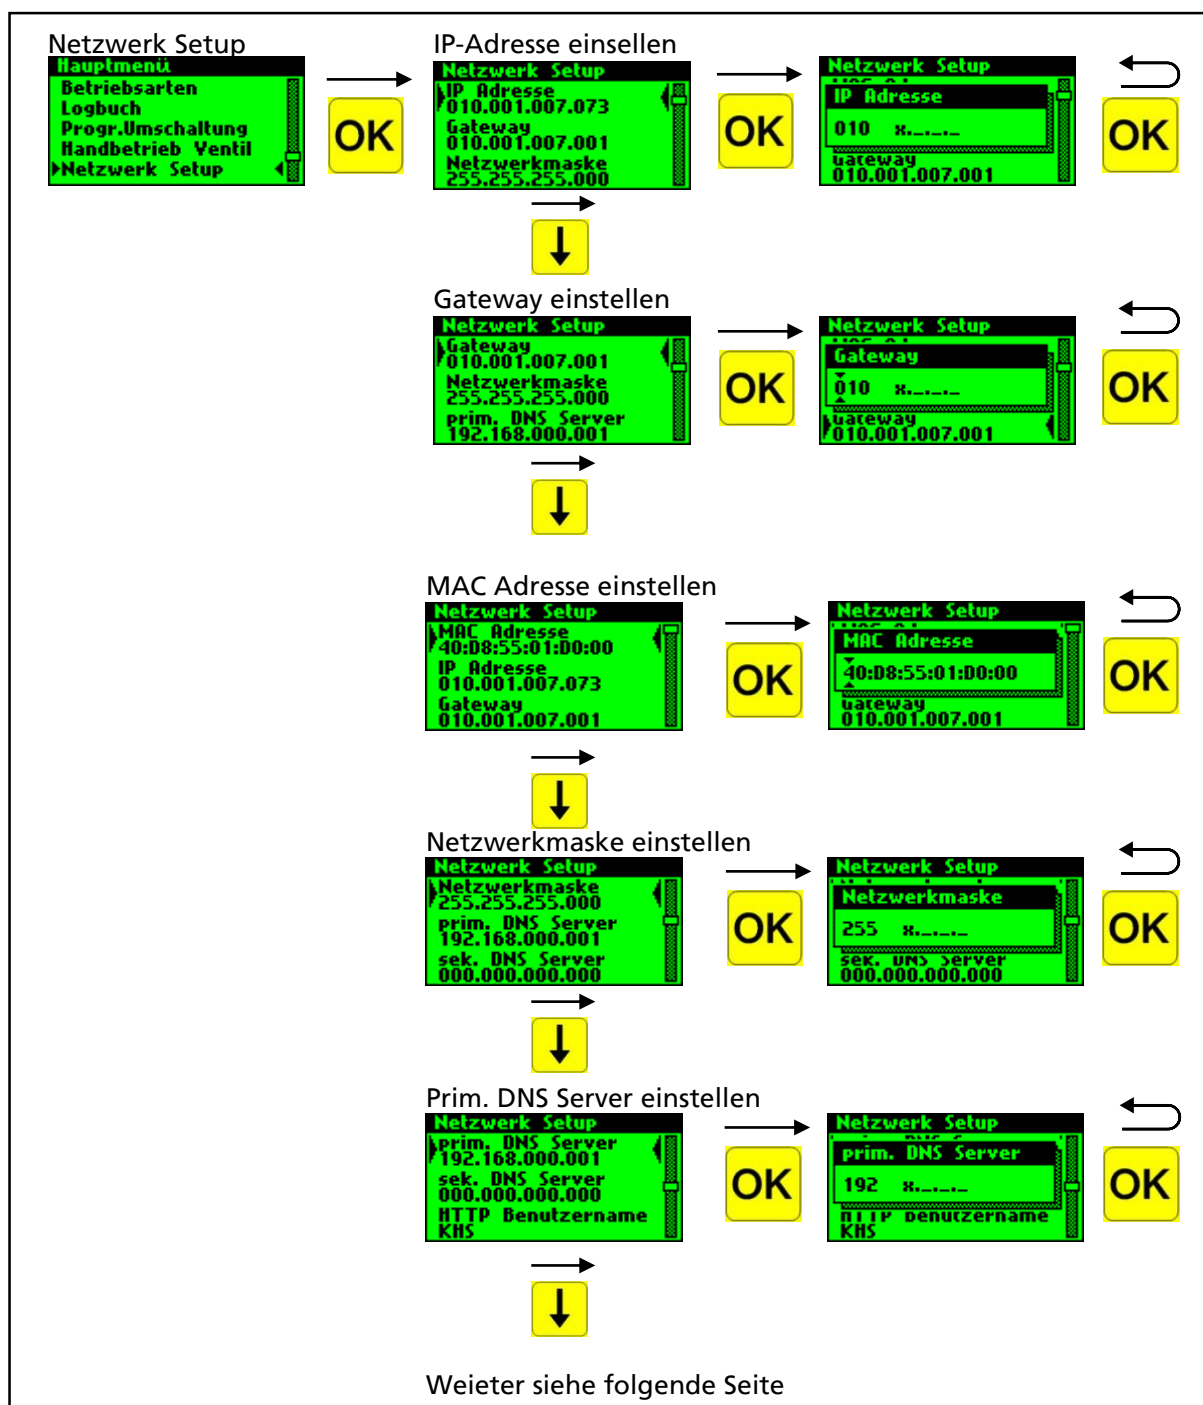 Netzwerk Setup
Hauptmenü
Betriebsarten
Logbuch
Progr.Umschaltung
Handbetrieb Ventil
Netzwerk Setup
OK
IP-Adresse einsellen
Netzwerk Setup
IP Adresse
010.001.007.073
Gateway
010.001.007.001
Netzwerkmaske
255.255.255.000
OK
Netzwerk Setup
IP Adresse
010 x._._._
Gateway
010.001.007.001
OK
Gateway einstellen
Netzwerk Setup
Gateway
010.001.007.001
Netzwerkmaske
255.255.255.000
prim. DNS Server
192.168.000.001
OK
Netzwerk Setup
Gateway
010 x._._._
Gateway
010.001.007.001
OK
MAC Adresse einstellen
Netzwerk Setup
MAC Adresse
40:D8:55:01:D0:00
IP Adresse
010.001.007.073
Gateway
010.001.007.001
OK
Netzwerk Setup
MAC Adresse
40:D8:55:01:D0:00
Gateway
010.001.007.001
OK
Netzwerkmaske einstellen
Netzwerk Setup
Netzwerkmaske
255.255.255.000
prim. DNS Server
192.168.000.001
sek. DNS Server
000.000.000.000
OK
Netzwerk Setup
Netzwerkmaske
255 x._._._
sek. DNS Server
000.000.000.000
OK
Prim. DNS Server einstellen
Netzwerk Setup
prim. DNS Server
192.168.000.001
sek. DNS Server
000.000.000.000
HTTP Benutzername
KHS
OK
Netzwerk Setup
prim. DNS Server
192 x._._._
HTTP Benutzername
KHS
OK
Weieter siehe folgende Seite